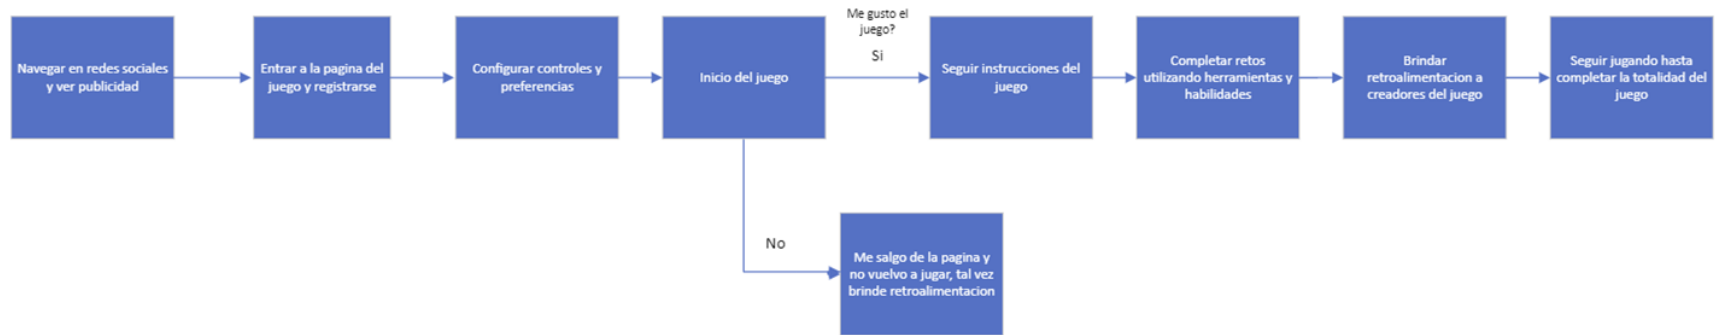 Navegar en redes sociales
y ver publicidad
Entrar a la pagina del
juego y registrarse
Configurar controles y
preferencias
Inicio del juego
Me gusto el
juego?
Si
Seguir instrucciones del
juego
Completar retos
utilizando herramientas y
habilidades
Brindar
retroalimentacion a
creadores del juego
Seguir jugando hasta
completar la totalidad del
juego
No
Me salgo de la pagina y
no vuelvo a jugar, tal vez
brinde retroalimentacion